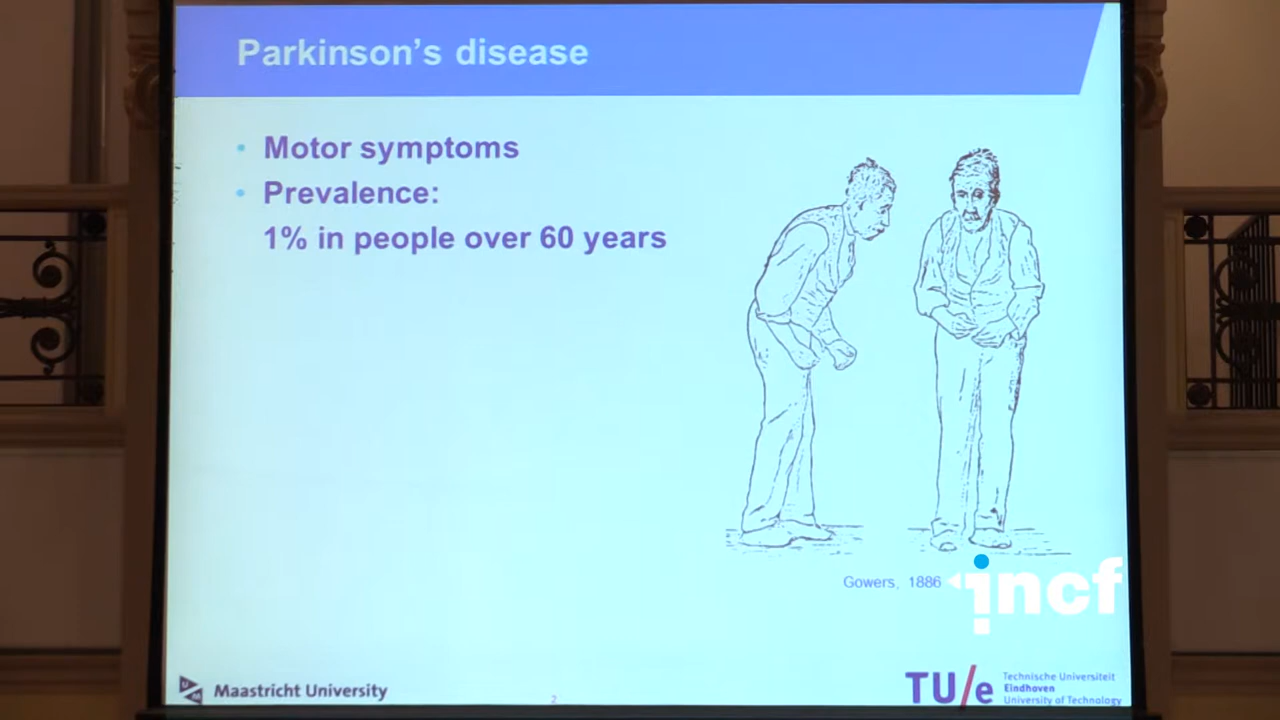 Parkinson's disease
• Motor symptoms
• Prevalence:
1% in people over 60 years
Gowers, 1886
incf
Maastricht University
2
TU/e
Technische Universiteit
Eindhoven
University of Technology